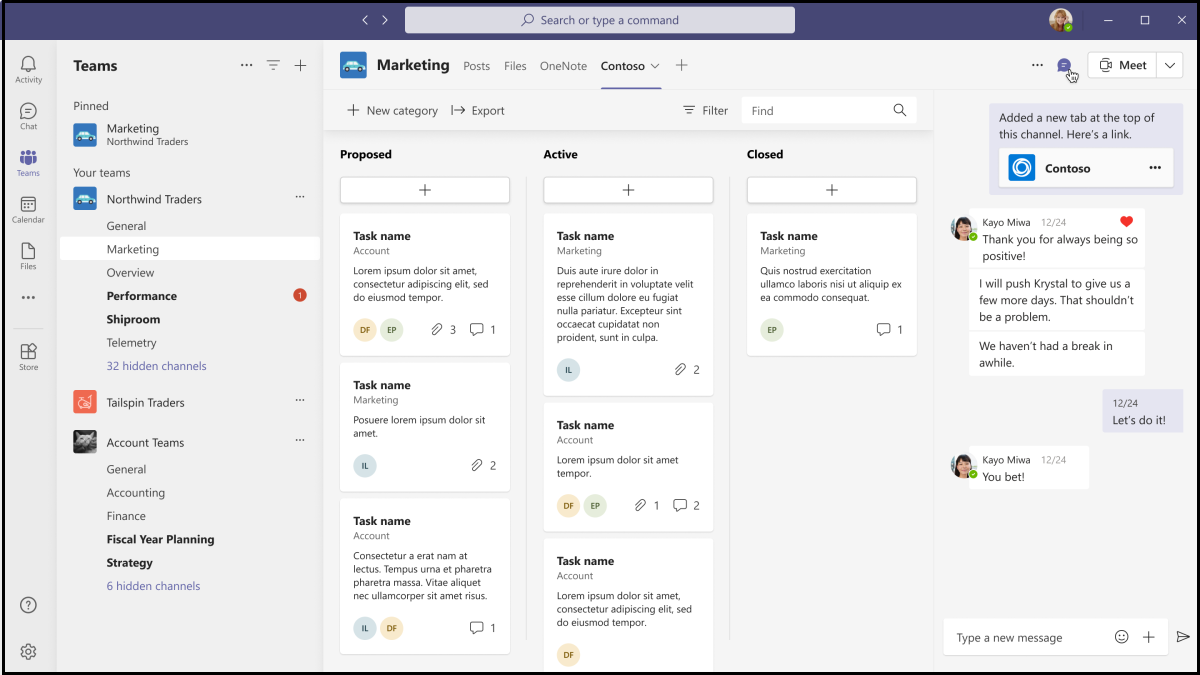 Search or type a command
Activity
Chat
Teams
Calendar
Files
Store
Teams
Pinned
Marketing
Northwind Traders
Your teams
Northwind Traders
General
Marketing
Overview
Performance
1
Shiproom
Telemetry
32 hidden channels
Tailspin Traders
Account Teams
General
Accounting
Finance
Fiscal Year Planning
Strategy
6 hidden channels
Marketing
Posts
Files
OneNote
Contoso
Meet
New category
Export
Filter
Find
Proposed
Task name
Account
Lorem ipsum dolor sit amet,
consectetur adipiscing elit, sed
do eiusmod tempor.
DF EP 3 1
Task name
Marketing
Posuere lorem ipsum dolor sit
amet.
IL 2
Task name
Account
Consectetur a erat nam at
lectus. Tempus urna et pharetra
pharetra massa. Vitae aliquet
nec ullamcorper sit amet risus.
IL DF 1
Active
Task name
Marketing
Duis aute irure dolor in
reprehenderit in voluptate velit
esse cillum dolore eu fugiat
nulla pariatur. Excepteur sint
occaecat cupidatat non
proident, sunt in culpa.
IL 2
Task name
Account
Lorem ipsum dolor sit amet
tempor.
DF EP 1 2
Task name
Account
Lorem ipsum dolor sit amet,
consectetur adipiscing elit, sed
do eiusmod tempor.
DF
Closed
Task name
Marketing
Quis nostrud exercitation
ullamco laboris nisi ut aliquip ex
ea commodo consequat.
EP 1
Added a new tab at the top of
this channel. Here's a link.
Contoso
Kayo Miwa 12/24
Thank you for always being so
positive!
I will push Krystal to give us a
few more days. That shouldn't
be a problem.
We haven't had a break in
awhile.
12/24
Let's do it!
Kayo Miwa 12/24
You bet!
Type a new message